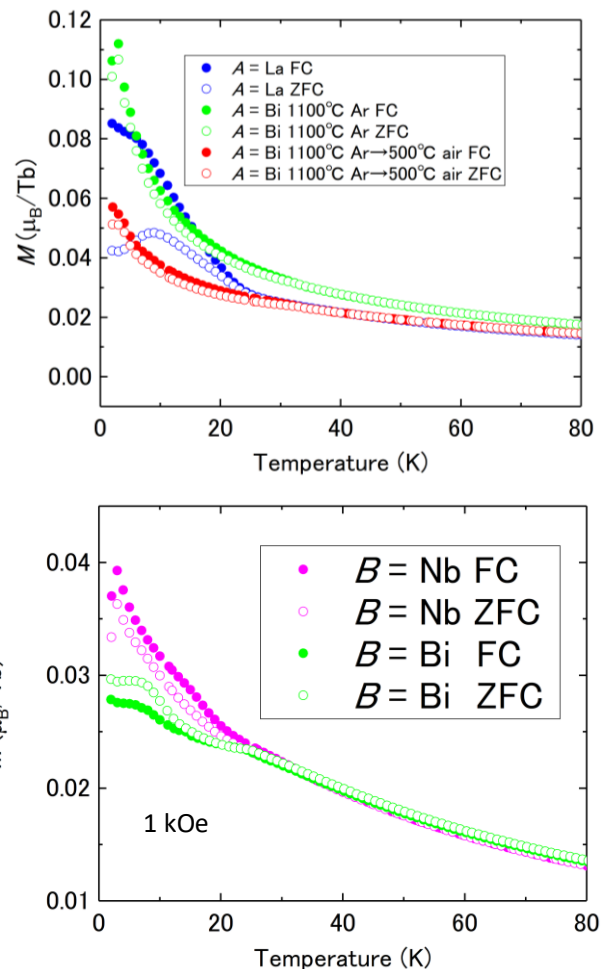 0.12
0.10
0.08
0.06
0.04
0.02
0.00
M (μB/Tb)
A = La FC
A = La ZFC
A = Bi 1100℃ Ar FC
A = Bi 1100℃ Ar ZFC
A = Bi 1100℃ Ar→500℃ air FC
A = Bi 1100℃ Ar→500℃ air ZFC
0 20 40 60 80
Temperature (K)
0.04
0.03
0.02
0.01
B = Nb FC
B = Nb ZFC
B = Bi FC
B = Bi ZFC
1 kOe
0 20 40 60 80
Temperature (K)